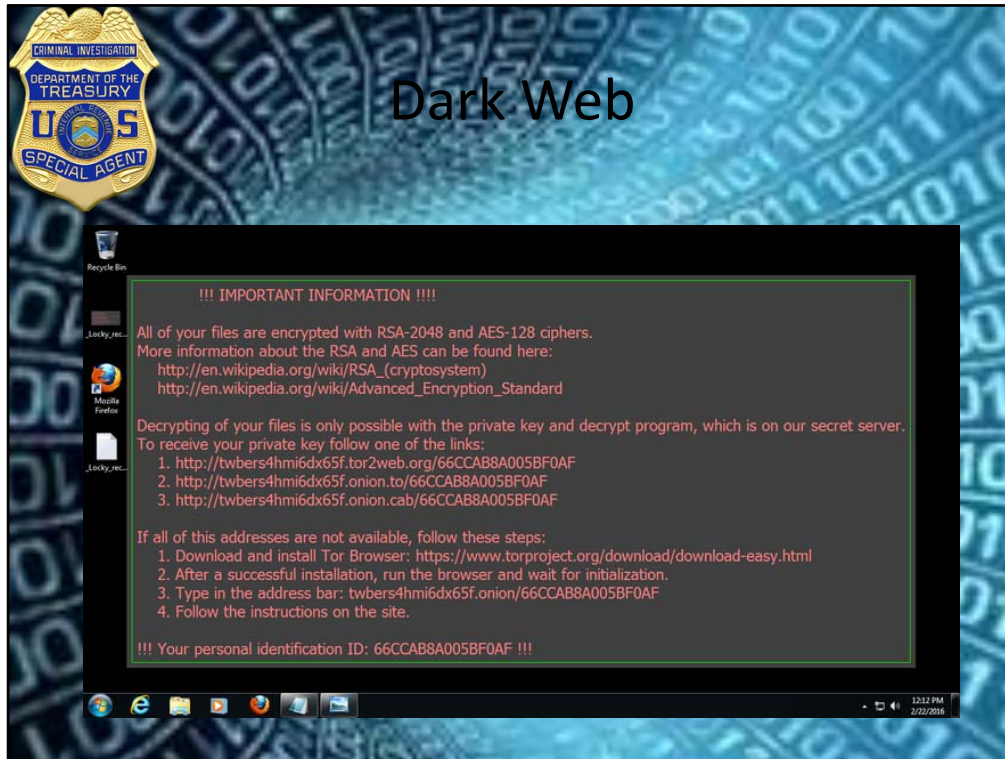 CRIMINAL INVESTIGATION
DEPARTMENT OF THE
TREASURY
INTERNAL REVENUE
SERVICE
U S
SPECIAL AGENT
Dark Web
Recycle Bin
_Locky_rec...
Mozilla
Firefox
_Locky_rec...
!!! IMPORTANT INFORMATION !!!!
All of your files are encrypted with RSA-2048 and AES-128 ciphers.
More information about the RSA and AES can be found here:
http://en.wikipedia.org/wiki/RSA_(cryptosystem)
http://en.wikipedia.org/wiki/Advanced_Encryption_Standard
Decrypting of your files is only possible with the private key and decrypt program, which is on our secret server.
To receive your private key follow one of the links:
1. http://twbers4hmi6dx65f.tor2web.org/66CCAB8A005BF0AF
2. http://twbers4hmi6dx65f.onion.to/66CCAB8A005BF0AF
3. http://twbers4hmi6dx65f.onion.cab/66CCAB8A005BF0AF
If all of this addresses are not available, follow these steps:
1. Download and install Tor Browser: https://www.torproject.org/download/download-easy.html
2. After a successful installation, run the browser and wait for initialization.
3. Type in the address bar: twbers4hmi6dx65f.onion/66CCAB8A005BF0AF
4. Follow the instructions on the site.
!!! Your personal identification ID: 66CCAB8A005BF0AF !!!
12:12 PM
2/22/2016